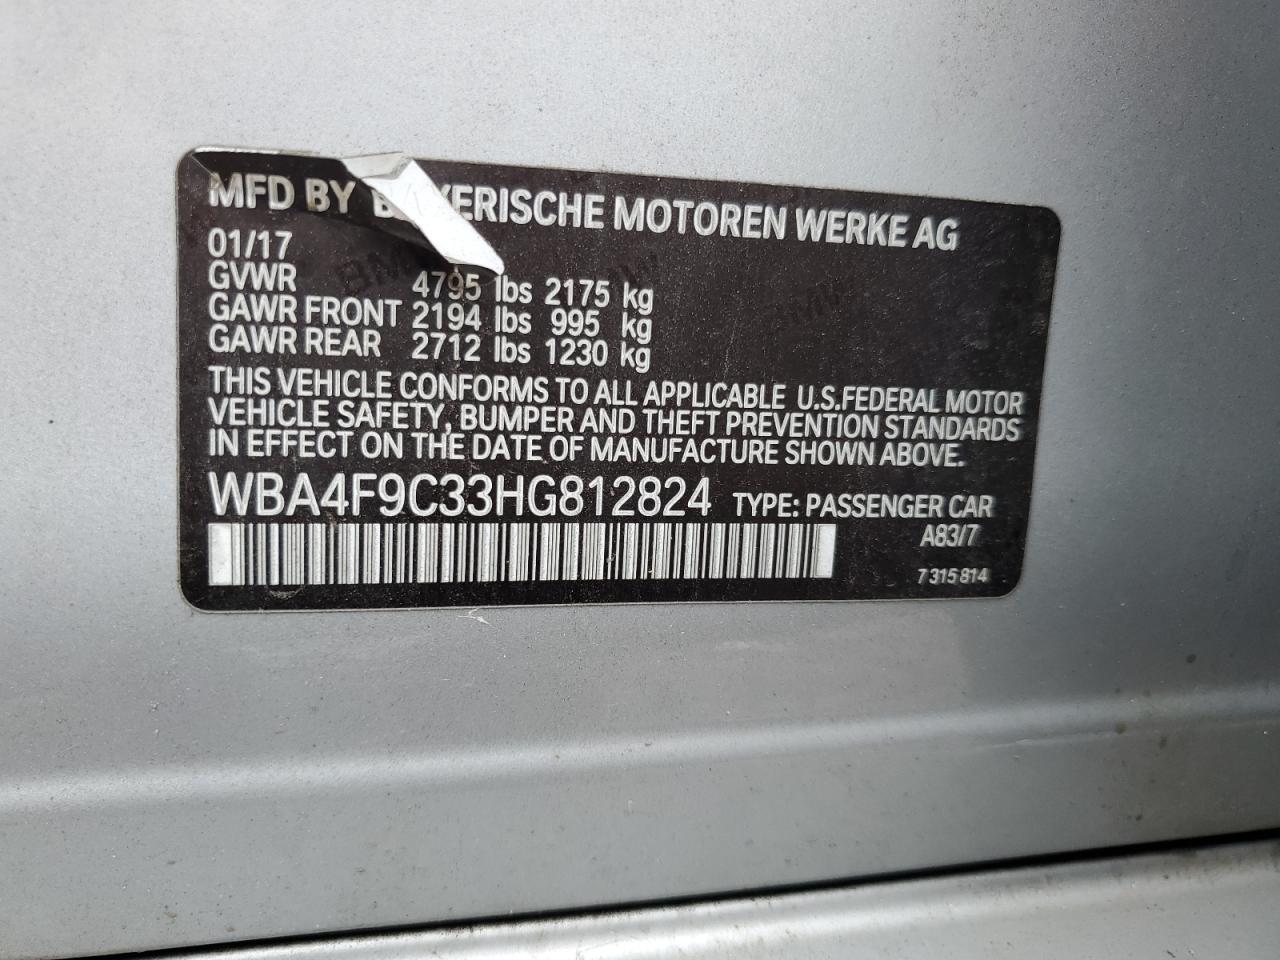 MFD BY BAYERISCHE MOTOREN WERKE AG
01/17
GVWR 4795 lbs 2175 kg
GAWR FRONT 2194 lbs 995 kg
GAWR REAR 2712 lbs 1230 kg
THIS VEHICLE CONFORMS TO ALL APPLICABLE U.S.FEDERAL MOTOR
VEHICLE SAFETY, BUMPER AND THEFT PREVENTION STANDARDS
IN EFFECT ON THE DATE OF MANUFACTURE SHOWN ABOVE.
WBA4F9C33HG812824 TYPE: PASSENGER CAR
A83/7
7 315 814